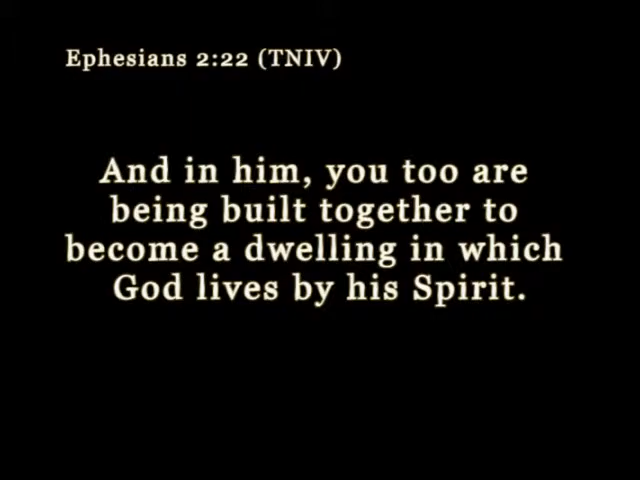 Ephesians 2:22 (TNIV)
And in him, you too are
being built together to
become a dwelling in which
God lives by his Spirit.